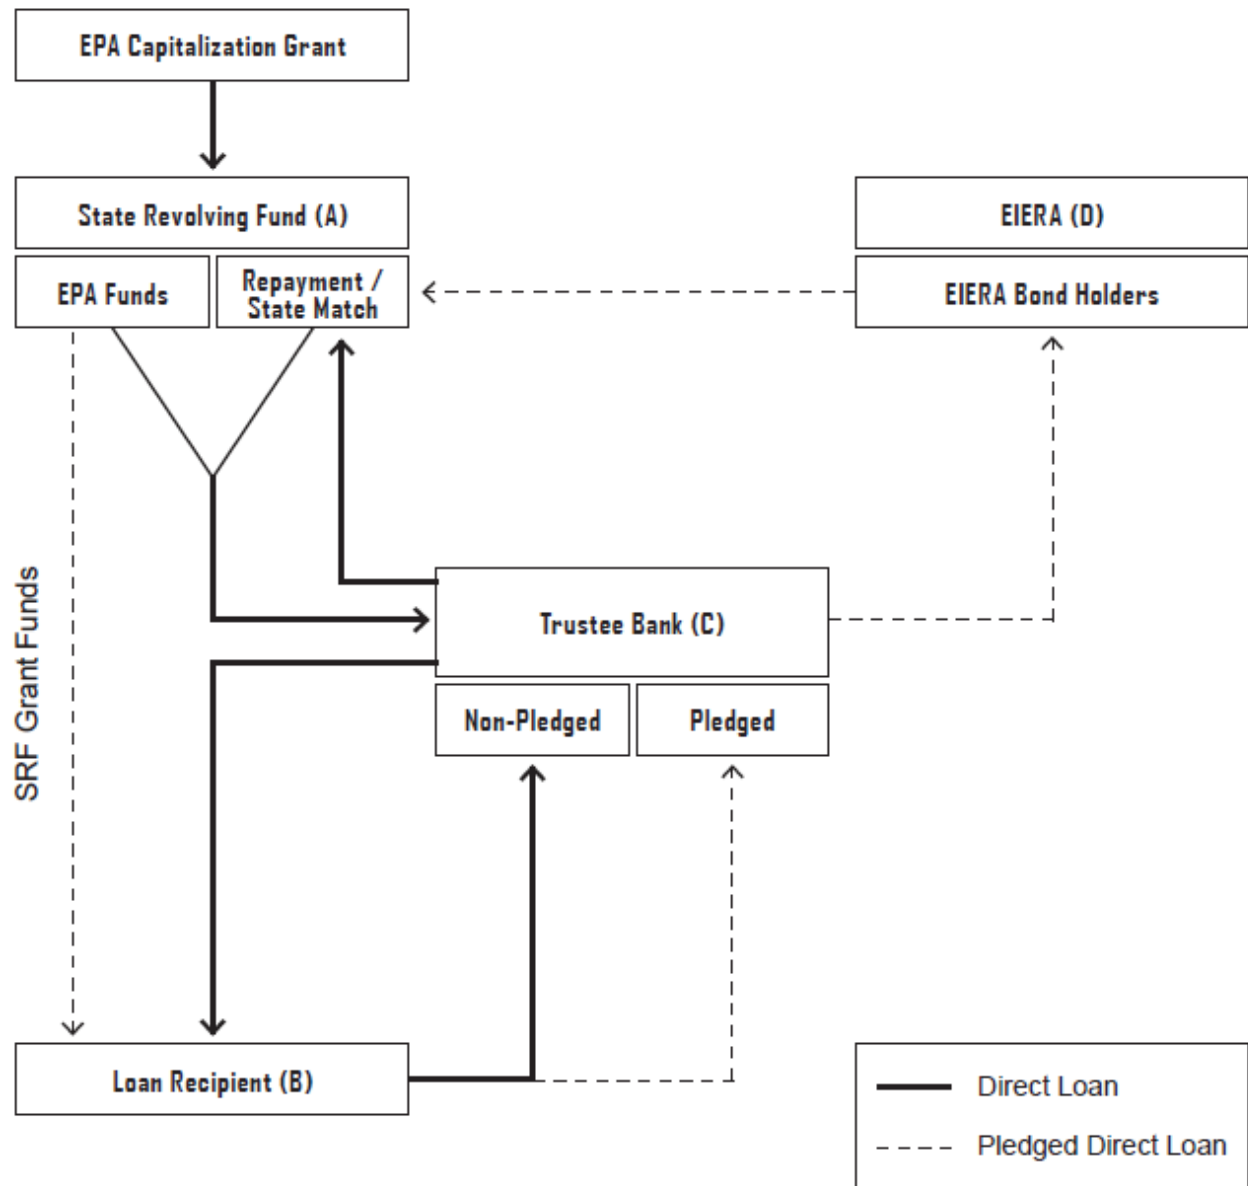 EPA Capitalization Grant
State Revolving Fund (A)
EPA Funds
Repayment /
State Match
EIERA (D)
EIERA Bond Holders
SRF Grant Funds
Trustee Bank (C)
Non-Pledged
Pledged
Loan Recipient (B)
Direct Loan
Pledged Direct Loan